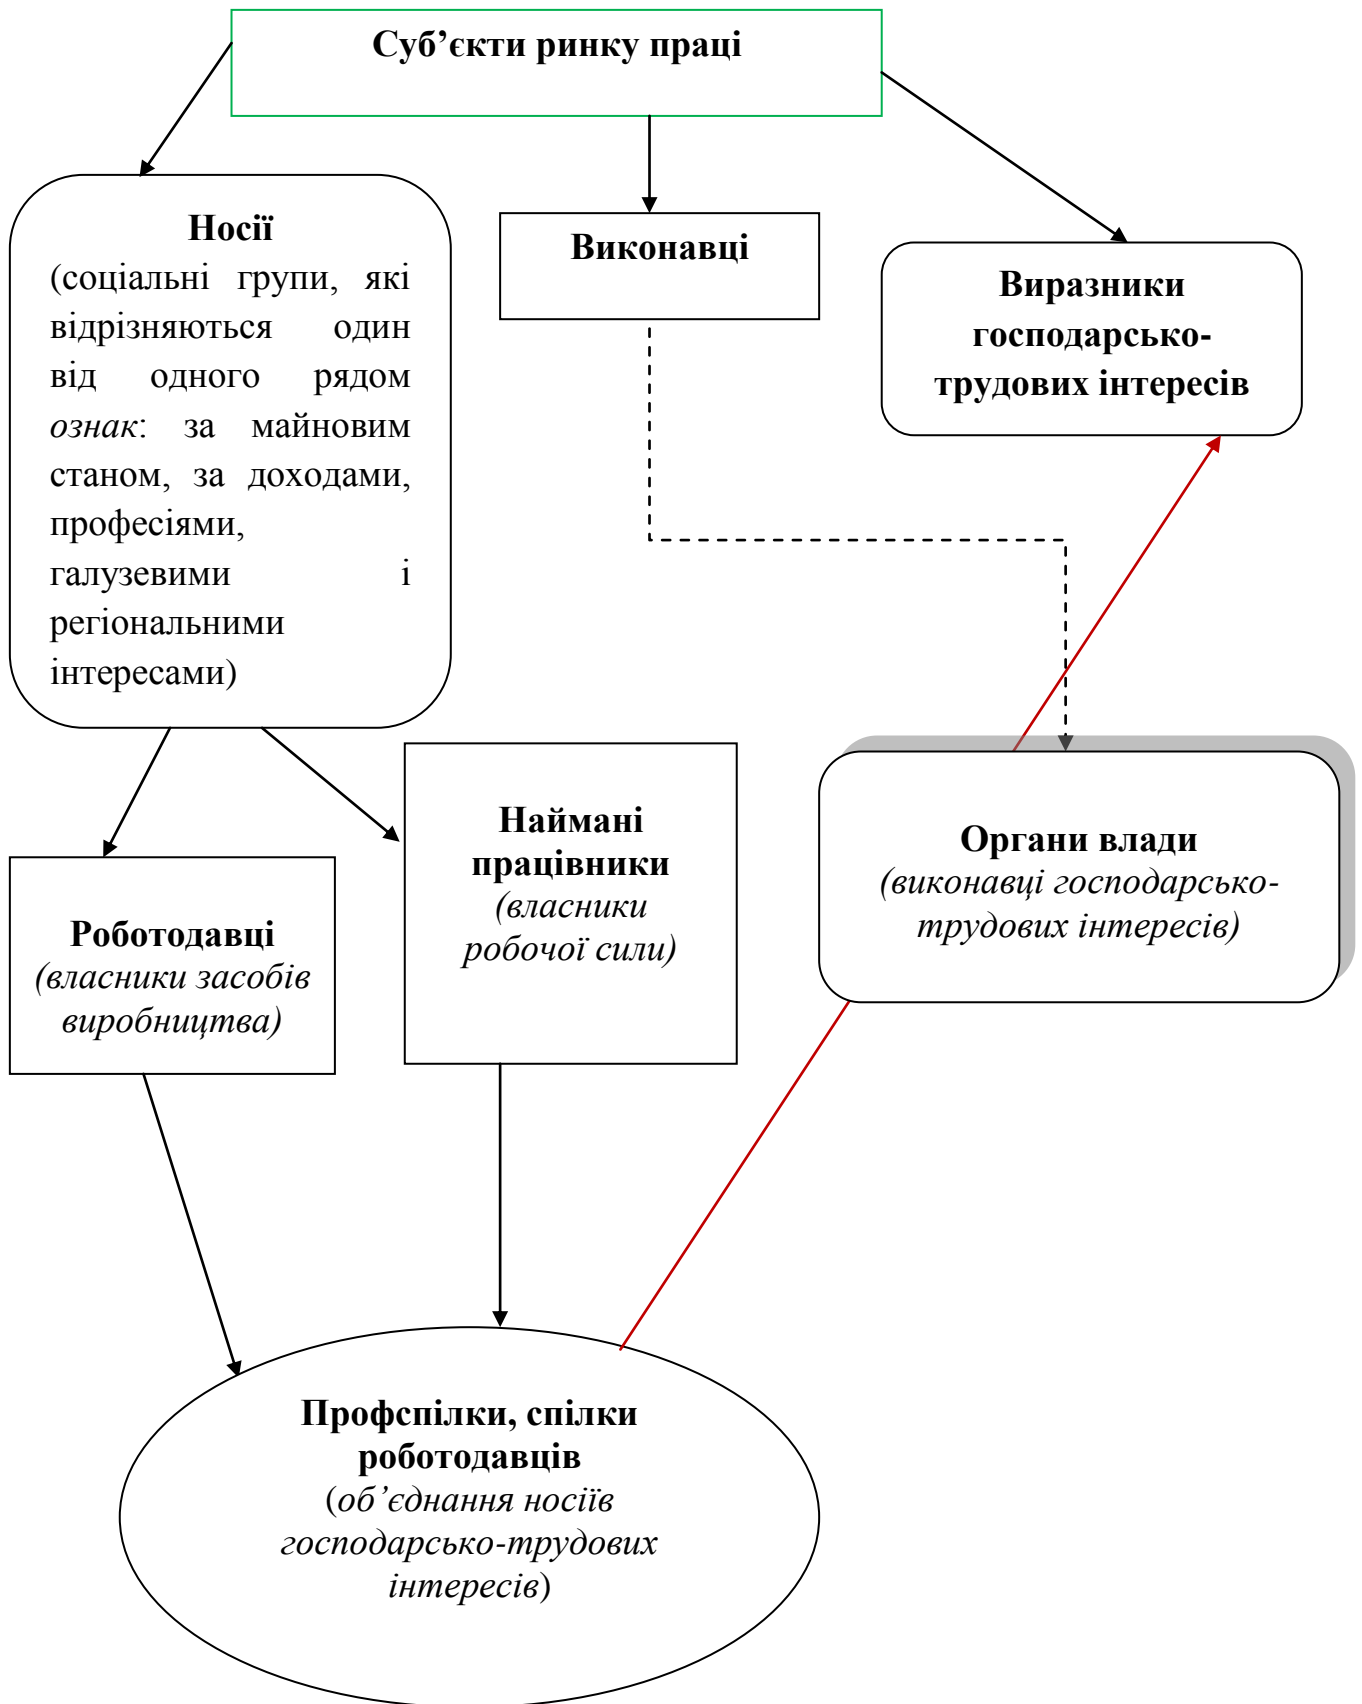 Суб’єкти ринку праці
Носії
(соціальні групи, які
відрізняються один
від одного рядом
ознак: за майновим
станом, за доходами,
професіями,
галузевими і
регіональними
інтересами)
Виконавці
Виразники
господарсько-
трудових інтересів
Роботодавці
(власники засобів
виробництва)
Наймані
працівники
(власники
робочої сили)
Органи влади
(виконавці господарсько-
трудових інтересів)
Профспілки, спілки
роботодавців
(об’єднання носіїв
господарсько-трудових
інтересів)